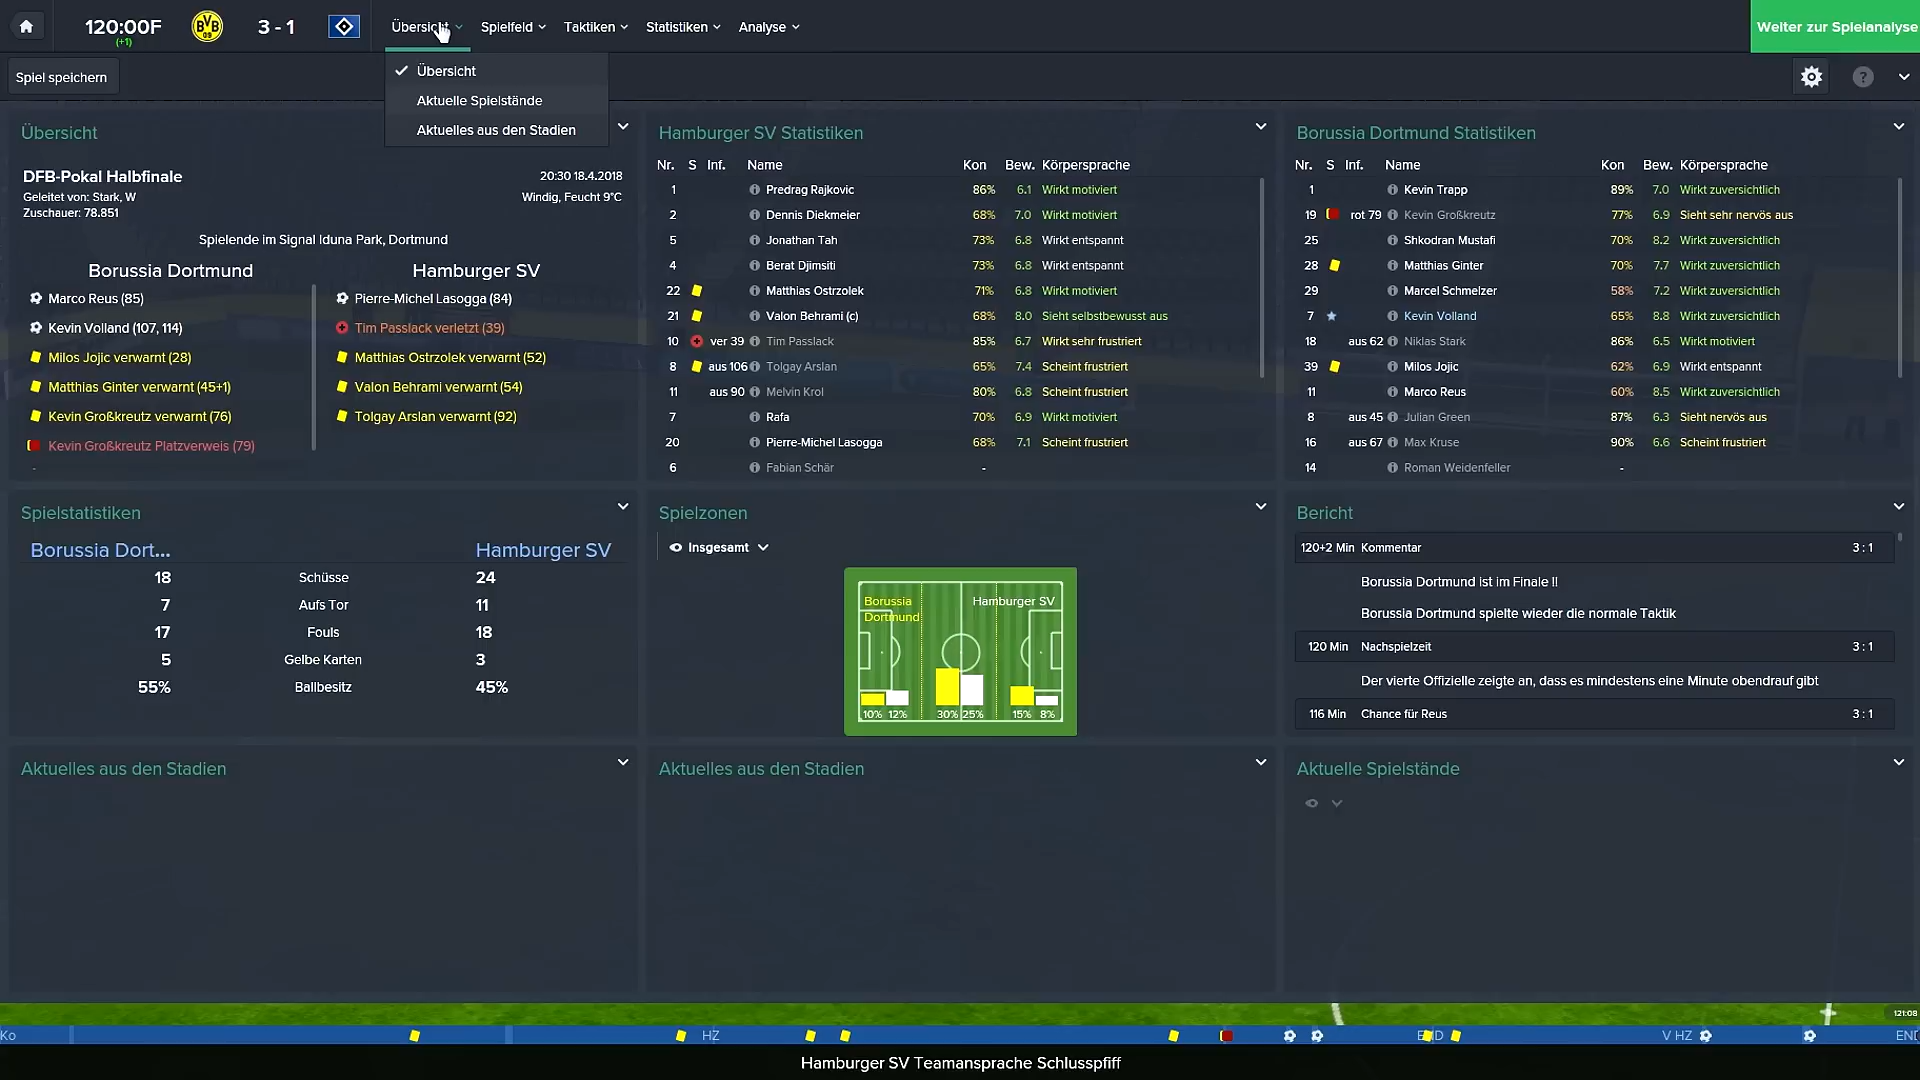 120:00F
(+1)
BVB
09
3 - 1
Übersicht
Spielfeld
Taktiken
Statistiken
Analyse
Weiter zur Spielanalyse
Spiel speichern
Übersicht
Aktuelle Spielstände
Aktuelles aus den Stadien
?
Übersicht
DFB-Pokal Halbfinale
20:30 18.4.2018
Geleitet von: Stark, W
Windig, Feucht 9°C
Zuschauer: 78.851
Spielende im Signal Iduna Park, Dortmund
Borussia Dortmund
Hamburger SV
Marco Reus (85)
Pierre-Michel Lasogga (84)
Kevin Volland (107, 114)
Tim Passlack verletzt (39)
Milos Jojic verwarnt (28)
Matthias Ostrzolek verwarnt (52)
Matthias Ginter verwarnt (45+1)
Valon Behrami verwarnt (54)
Kevin Großkreutz verwarnt (76)
Tolgay Arslan verwarnt (92)
Kevin Großkreutz Platzverweis (79)
-
Hamburger SV Statistiken
Nr. S Inf. Name Kon Bew. Körpersprache
1 Predrag Rajkovic 86% 6.1 Wirkt motiviert
2 Dennis Diekmeier 68% 7.0 Wirkt motiviert
5 Jonathan Tah 73% 6.8 Wirkt entspannt
4 Berat Djimsiti 73% 6.8 Wirkt entspannt
22 Matthias Ostrzolek 71% 6.8 Wirkt motiviert
21 Valon Behrami (c) 68% 8.0 Sieht selbstbewusst aus
10 ver 39 Tim Passlack 85% 6.7 Wirkt sehr frustriert
8 aus 106 Tolgay Arslan 65% 7.4 Scheint frustriert
11 aus 90 Melvin Krol 80% 6.8 Scheint frustriert
7 Rafa 70% 6.9 Wirkt motiviert
20 Pierre-Michel Lasogga 68% 7.1 Scheint frustriert
6 Fabian Schär -
Borussia Dortmund Statistiken
Nr. S Inf. Name Kon Bew. Körpersprache
1 Kevin Trapp 89% 7.0 Wirkt zuversichtlich
19 rot 79 Kevin Großkreutz 77% 6.9 Sieht sehr nervös aus
25 Shkodran Mustafi 70% 8.2 Wirkt zuversichtlich
28 Matthias Ginter 70% 7.7 Wirkt zuversichtlich
29 Marcel Schmelzer 58% 7.2 Wirkt zuversichtlich
7 Kevin Volland 65% 8.8 Wirkt zuversichtlich
18 aus 62 Niklas Stark 86% 6.5 Wirkt motiviert
39 Milos Jojic 62% 6.9 Wirkt entspannt
11 Marco Reus 60% 8.5 Wirkt zuversichtlich
8 aus 45 Julian Green 87% 6.3 Sieht nervös aus
16 aus 67 Max Kruse 90% 6.6 Scheint frustriert
14 Roman Weidenfeller -
Spielstatistiken
Borussia Dort... Hamburger SV
18 Schüsse 24
7 Aufs Tor 11
17 Fouls 18
5 Gelbe Karten 3
55% Ballbesitz 45%
Spielzonen
Insgesamt
Borussia
Dortmund
Hamburger SV
10% 12% 30% 25% 15% 8%
Bericht
120+2 Min Kommentar 3 : 1
Borussia Dortmund ist im Finale !!
Borussia Dortmund spielte wieder die normale Taktik
120 Min Nachspielzeit 3 : 1
Der vierte Offizielle zeigte an, dass es mindestens eine Minute obendrauf gibt
116 Min Chance für Reus 3 : 1
Aktuelles aus den Stadien
Aktuelles aus den Stadien
Aktuelle Spielstände
121:08
Ko
HZ
END
V HZ
END
Hamburger SV Teamansprache Schlusspfiff